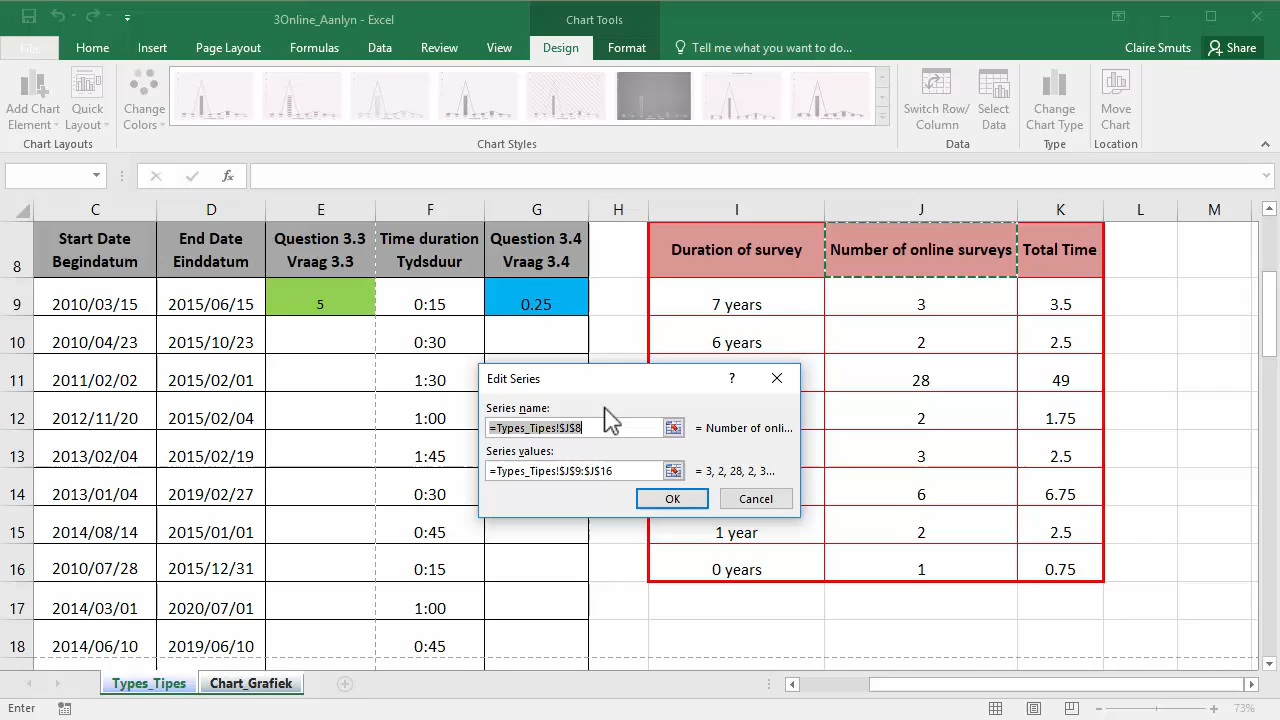 3Online_Aanlyn - Excel
Chart Tools
File
Home
Insert
Page Layout
Formulas
Data
Review
View
Design
Format
Tell me what you want to do...
Claire Smuts
Share
Add Chart
Element
Quick
Layout
Change
Colors
Switch Row/
Column
Select
Data
Change
Chart Type
Move
Chart
Chart Layouts
Chart Styles
Data
Type
Location
fx
C D E F G H I J K L M
8
Start Date
Begindatum
End Date
Einddatum
Question 3.3
Vraag 3.3
Time duration
Tydsduur
Question 3.4
Vraag 3.4
Duration of survey
Number of online surveys
Total Time
9 2010/03/15 2015/06/15 5 0:15 0.25 7 years 3 3.5
10 2010/04/23 2015/10/23 0:30 6 years 2 2.5
11 2011/02/02 2015/02/01 1:30 28 49
12 2012/11/20 2015/02/04 1:00 2 1.75
13 2013/02/04 2015/02/19 1:45 3 2.5
14 2013/01/04 2019/02/27 0:30 6 6.75
15 2014/08/14 2015/01/01 0:45 1 year 2 2.5
16 2010/07/28 2015/12/31 0:15 0 years 1 0.75
17 2014/03/01 2020/07/01 1:00
18 2014/06/10 2019/06/10 0:45
Edit Series
?
Series name:
=Types_Tipes!$J$8
= Number of onli...
Series values:
=Types_Tipes!$J$9:$J$16
= 3, 2, 28, 2, 3...
OK
Cancel
Types_Tipes
Chart_Grafiek
Enter
73%